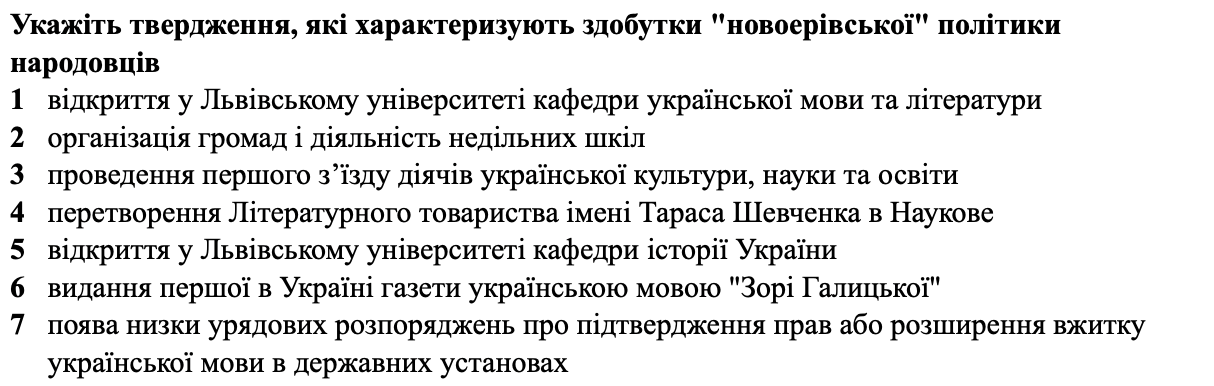 Укажіть твердження, які характеризують здобутки "новоерівської" політики
народовців
1 відкриття у Львівському університеті кафедри української мови та літератури
2 організація громад і діяльність недільних шкіл
3 проведення першого з’їзду діячів української культури, науки та освіти
4 перетворення Літературного товариства імені Тараса Шевченка в Наукове
5 відкриття у Львівському університеті кафедри історії України
6 видання першої в Україні газети українською мовою "Зорі Галицької"
7 поява низки урядових розпоряджень про підтвердження прав або розширення вжитку
української мови в державних установах